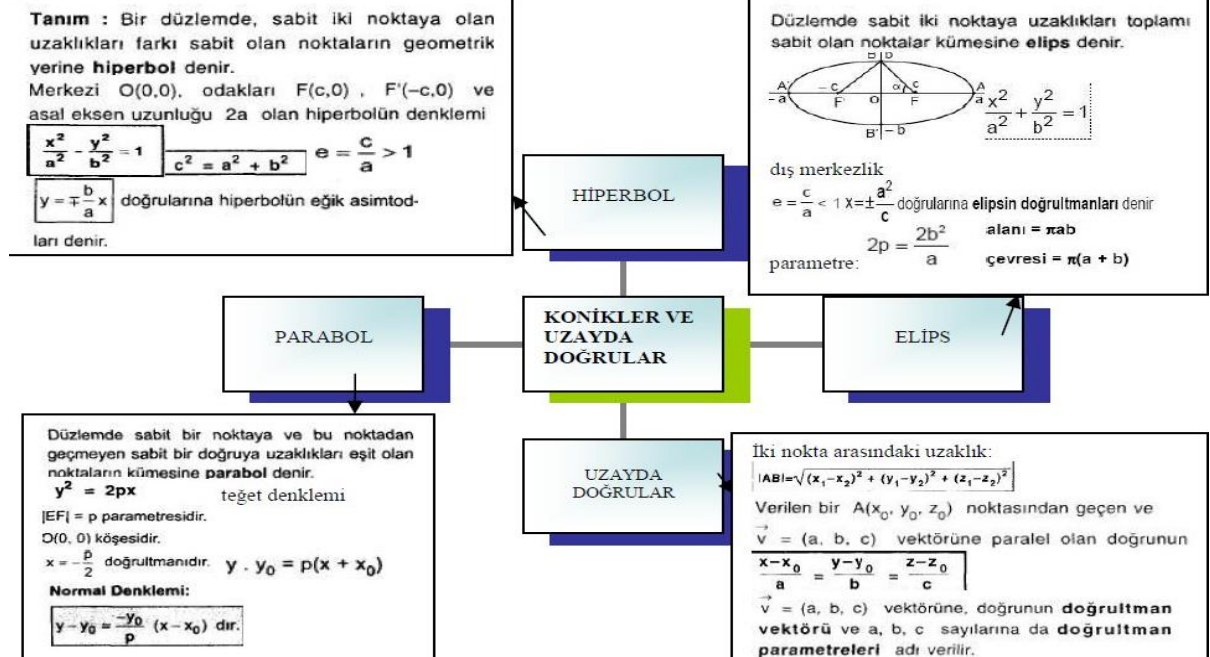 Tanım : Bir düzlemde, sabit iki noktaya olan
uzaklıkları farkı sabit olan noktaların geometrik
yerine hiperbol denir.
Merkezi O(0,0), odakları F(c,0) , F'(−c,0) ve
asal eksen uzunluğu 2a olan hiperbolün denklemi
x²/a² − y²/b² = 1
c² = a² + b²
e = c/a > 1
y = ∓ b/a x doğrularına hiperbolün eğik asimtod-
ları denir.
Düzlemde sabit iki noktaya uzaklıkları toplamı
sabit olan noktalar kümesine elips denir.
B b
A' −c α c A
−a F' O F a
B' −b
x²/a² + y²/b² = 1
dış merkezlik
e = c/a < 1 x=± a²/c doğrularına elipsin doğrultmanları denir
parametre: 2p = 2b²/a
alanı = πab
çevresi = π(a + b)
HİPERBOL
PARABOL
KONİKLER VE
UZAYDA
DOĞRULAR
ELİPS
UZAYDA
DOĞRULAR
Düzlemde sabit bir noktaya ve bu noktadan
geçmeyen sabit bir doğruya uzaklıkları eşit olan
noktaların kümesine parabol denir.
y² = 2px teğet denklemi
|EF| = p parametresidir.
O(0, 0) köşesidir.
x = − p/2 doğrultmanıdır. y . y₀ = p(x + x₀)
Normal Denklemi:
y − y₀ = −y₀/p (x − x₀) dır.
İki nokta arasındaki uzaklık:
|AB|=√(x₁−x₂)² + (y₁−y₂)² + (z₁−z₂)²
Verilen bir A(x₀, y₀, z₀) noktasından geçen ve
v⃗ = (a, b, c) vektörüne paralel olan doğrunun
x−x₀/a = y−y₀/b = z−z₀/c
v⃗ = (a, b, c) vektörüne, doğrunun doğrultman
vektörü ve a, b, c sayılarına da doğrultman
parametreleri adı verilir.